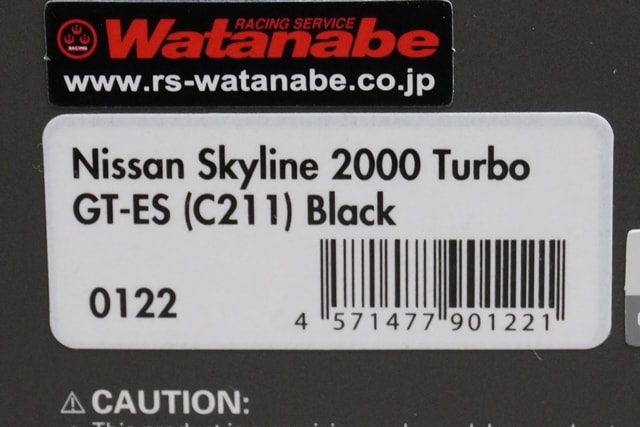 RACING SERVICE
Watanabe
RACING
www.rs-watanabe.co.jp
Nissan Skyline 2000 Turbo
GT-ES (C211) Black
0122
4 571477 901221
⚠ CAUTION: